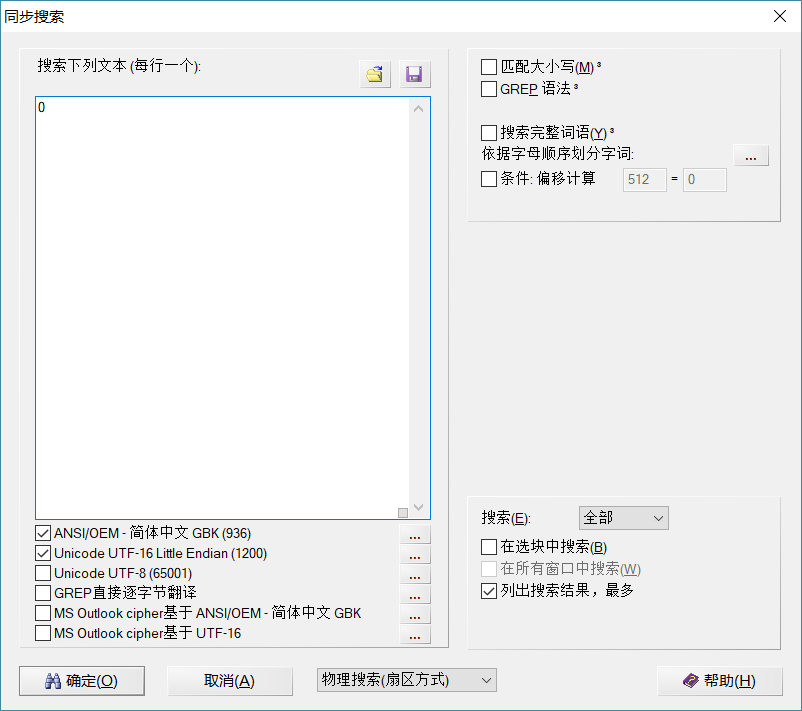 同步搜索
搜索下列文本 (每行一个):
0
ANSI/OEM - 简体中文 GBK (936)
...
Unicode UTF-16 Little Endian (1200)
...
Unicode UTF-8 (65001)
...
GREP直接逐字节翻译
...
MS Outlook cipher基于 ANSI/OEM - 简体中文 GBK
...
MS Outlook cipher基于 UTF-16
...
匹配大小写(M) ³
GREP 语法 ³
搜索完整词语(Y) ³
依据字母顺序划分字词:
...
条件: 偏移计算 512 = 0
搜索(E): 全部
在选块中搜索(B)
在所有窗口中搜索(W)
列出搜索结果，最多
确定(O) 取消(A) 物理搜索(扇区方式) 帮助(H)